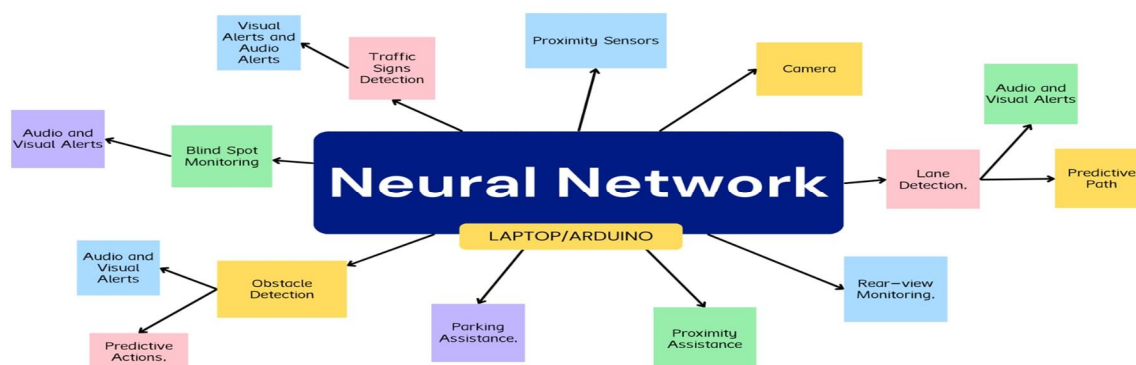 Visual
Alerts and
Audio
Alerts
Traffic
Signs
Detection
Proximity Sensors
Camera
Audio and
Visual Alerts
Audio and
Visual Alerts
Blind Spot
Monitoring
Neural Network
LAPTOP/ARDUINO
Lane
Detection.
Predictive
Path
Audio and
Visual
Alerts
Obstacle
Detection
Predictive
Actions.
Parking
Assistance.
Proximity
Assistance
Rear-view
Monitoring.